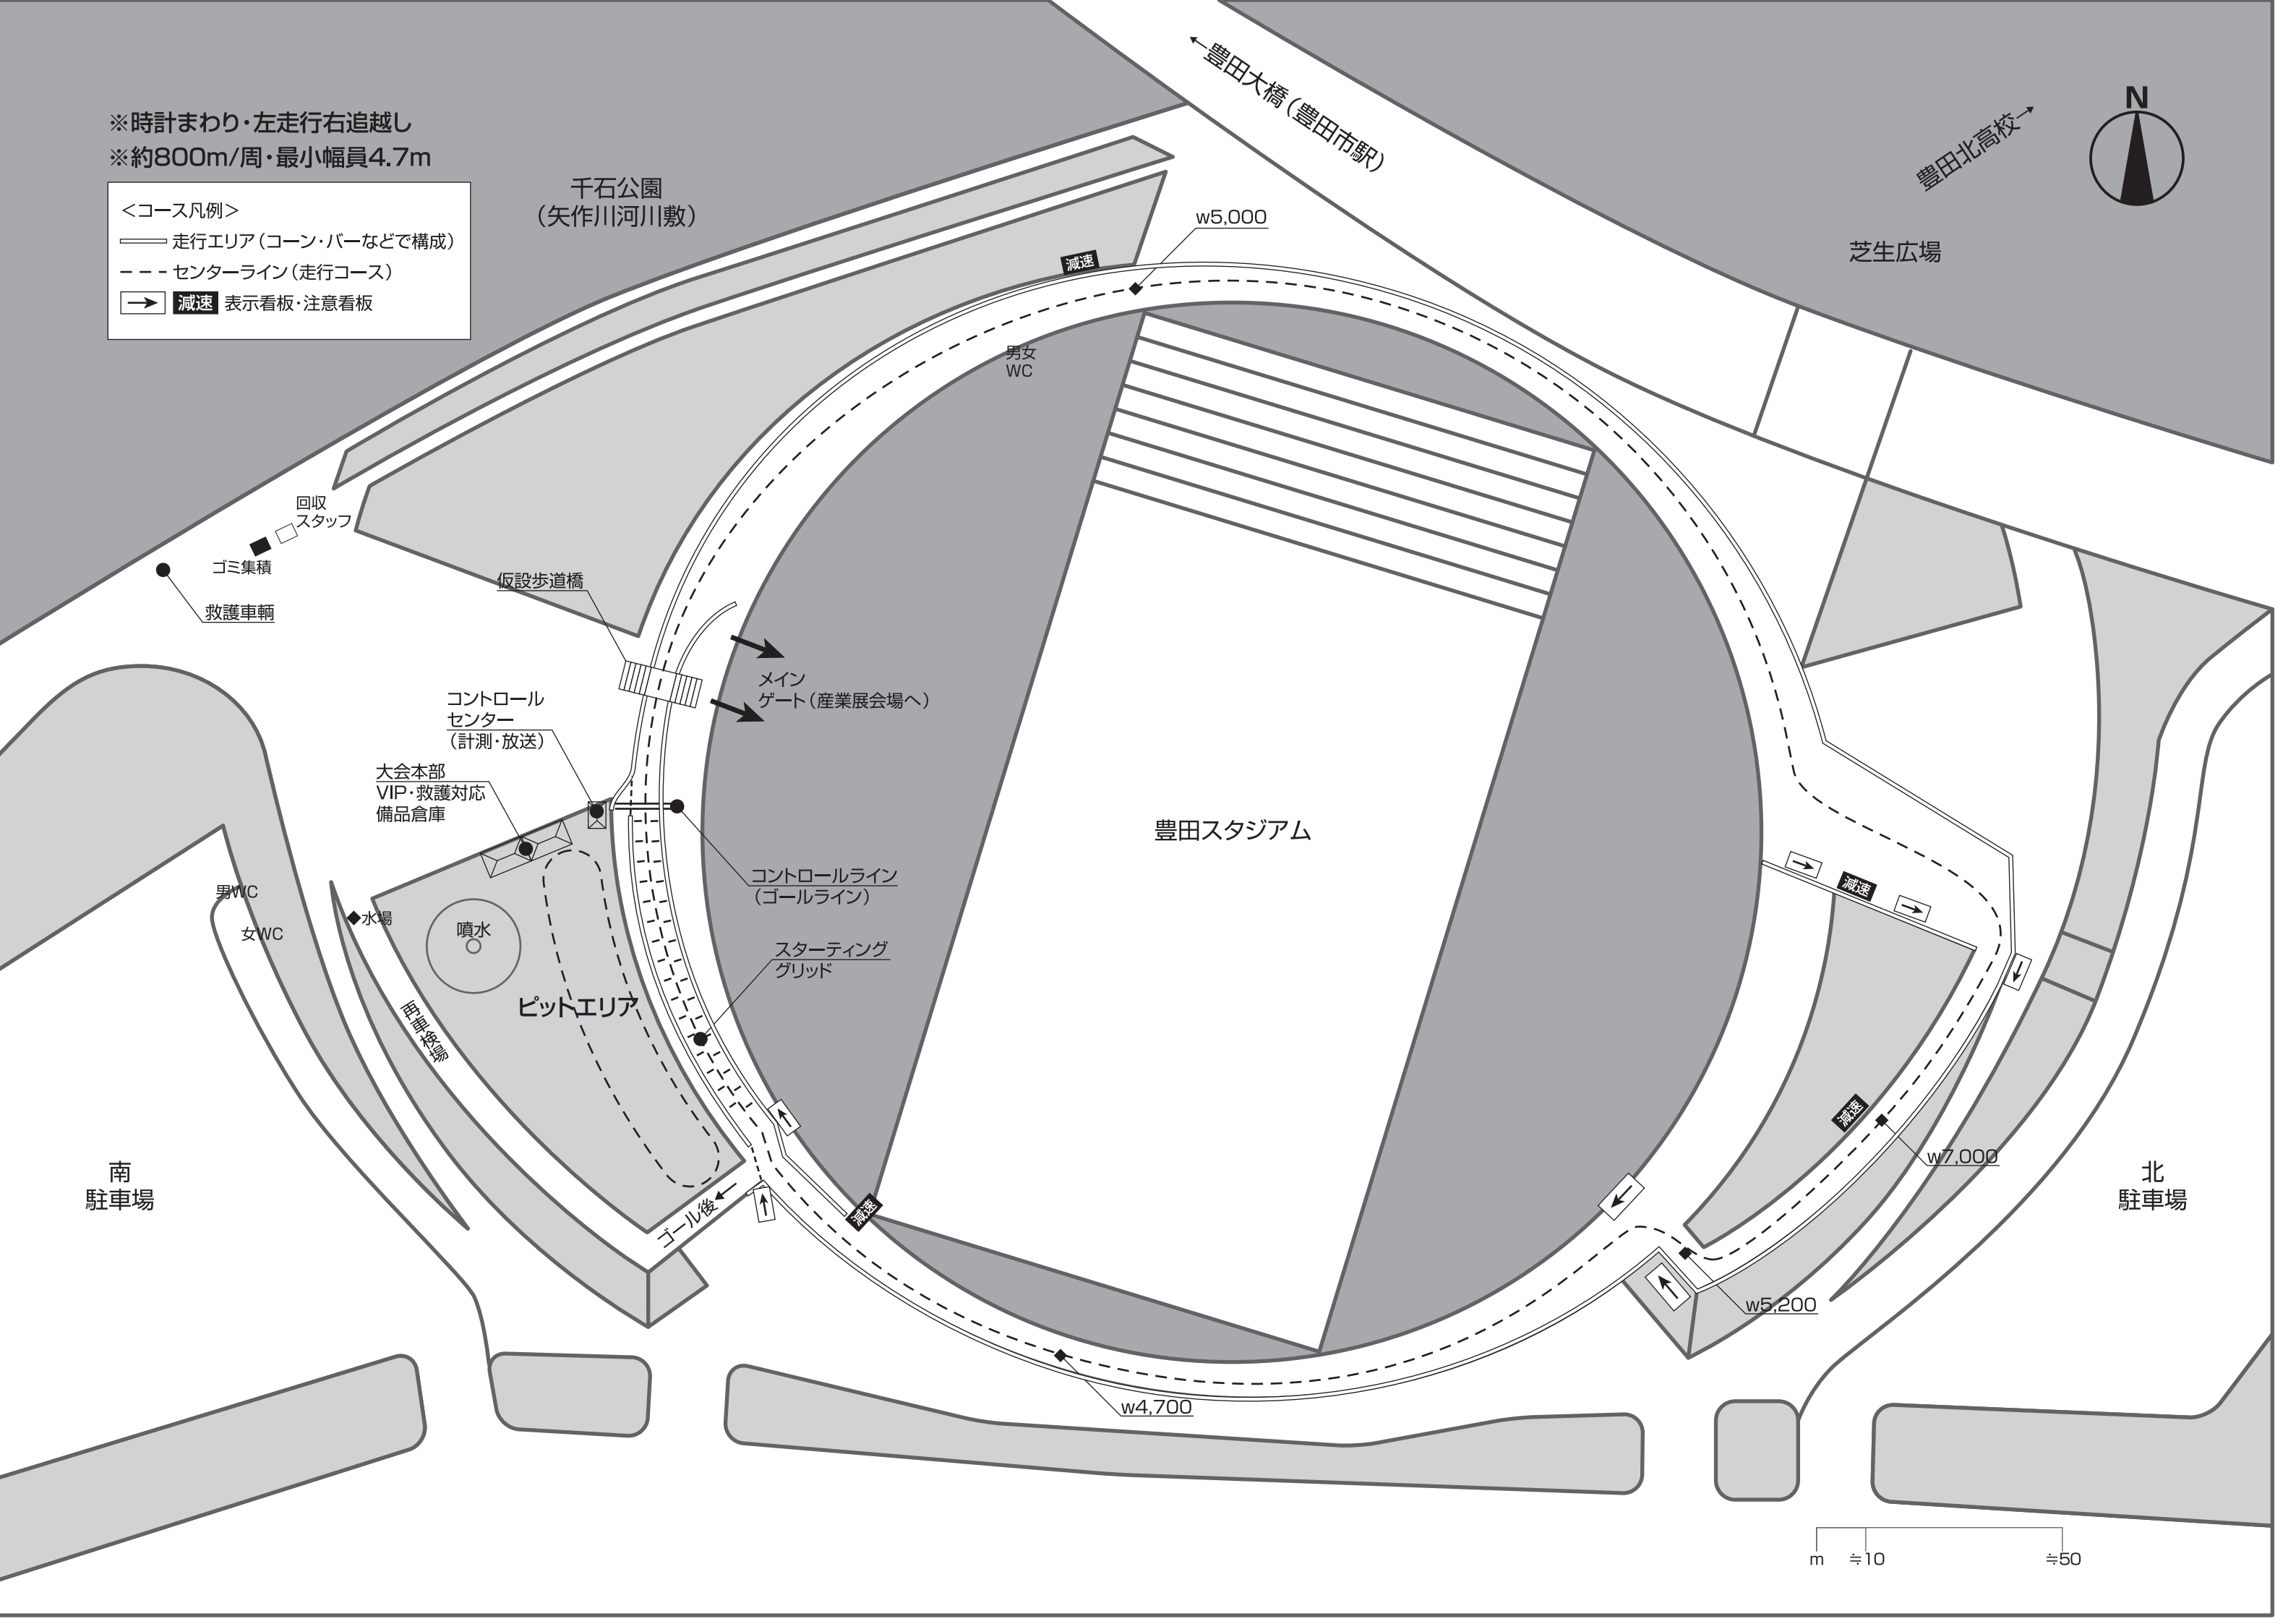 ※時計まわり・左走行右追越し
※約800m/周・最小幅員4.7m
＜コース凡例＞
走行エリア（コーン・バーなどで構成）
センターライン（走行コース）
減速 表示看板・注意看板
千石公園
（矢作川河川敷）
←豊田大橋（豊田市駅）
豊田北高校→
N
芝生広場
w5,000
減速
男女
WC
回収
スタッフ
ゴミ集積
救護車輌
仮設歩道橋
メイン
ゲート（産業展会場へ）
コントロール
センター
（計測・放送）
大会本部
VIP・救護対応
備品倉庫
豊田スタジアム
コントロールライン
（ゴールライン）
減速
男WC
水場
女WC
噴水
スターティング
グリッド
ピットエリア
再車検場
減速
w7,000
南
駐車場
北
駐車場
ゴール後
減速
w5,200
w4,700
m ≒10 ≒50